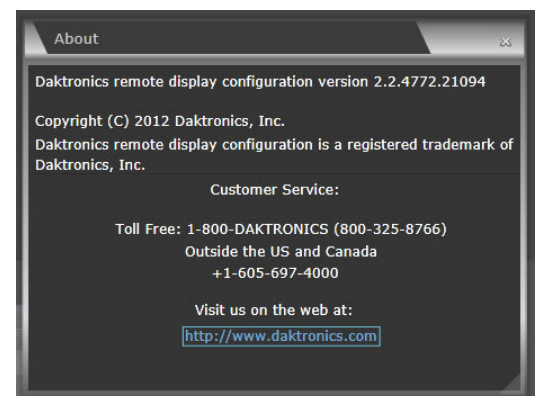 About
Daktronics remote display configuration version 2.2.4772.21094
Copyright (C) 2012 Daktronics, Inc.
Daktronics remote display configuration is a registered trademark of
Daktronics, Inc.
Customer Service:
Toll Free: 1-800-DAKTRONICS (800-325-8766)
Outside the US and Canada
+1-605-697-4000
Visit us on the web at:
http://www.daktronics.com